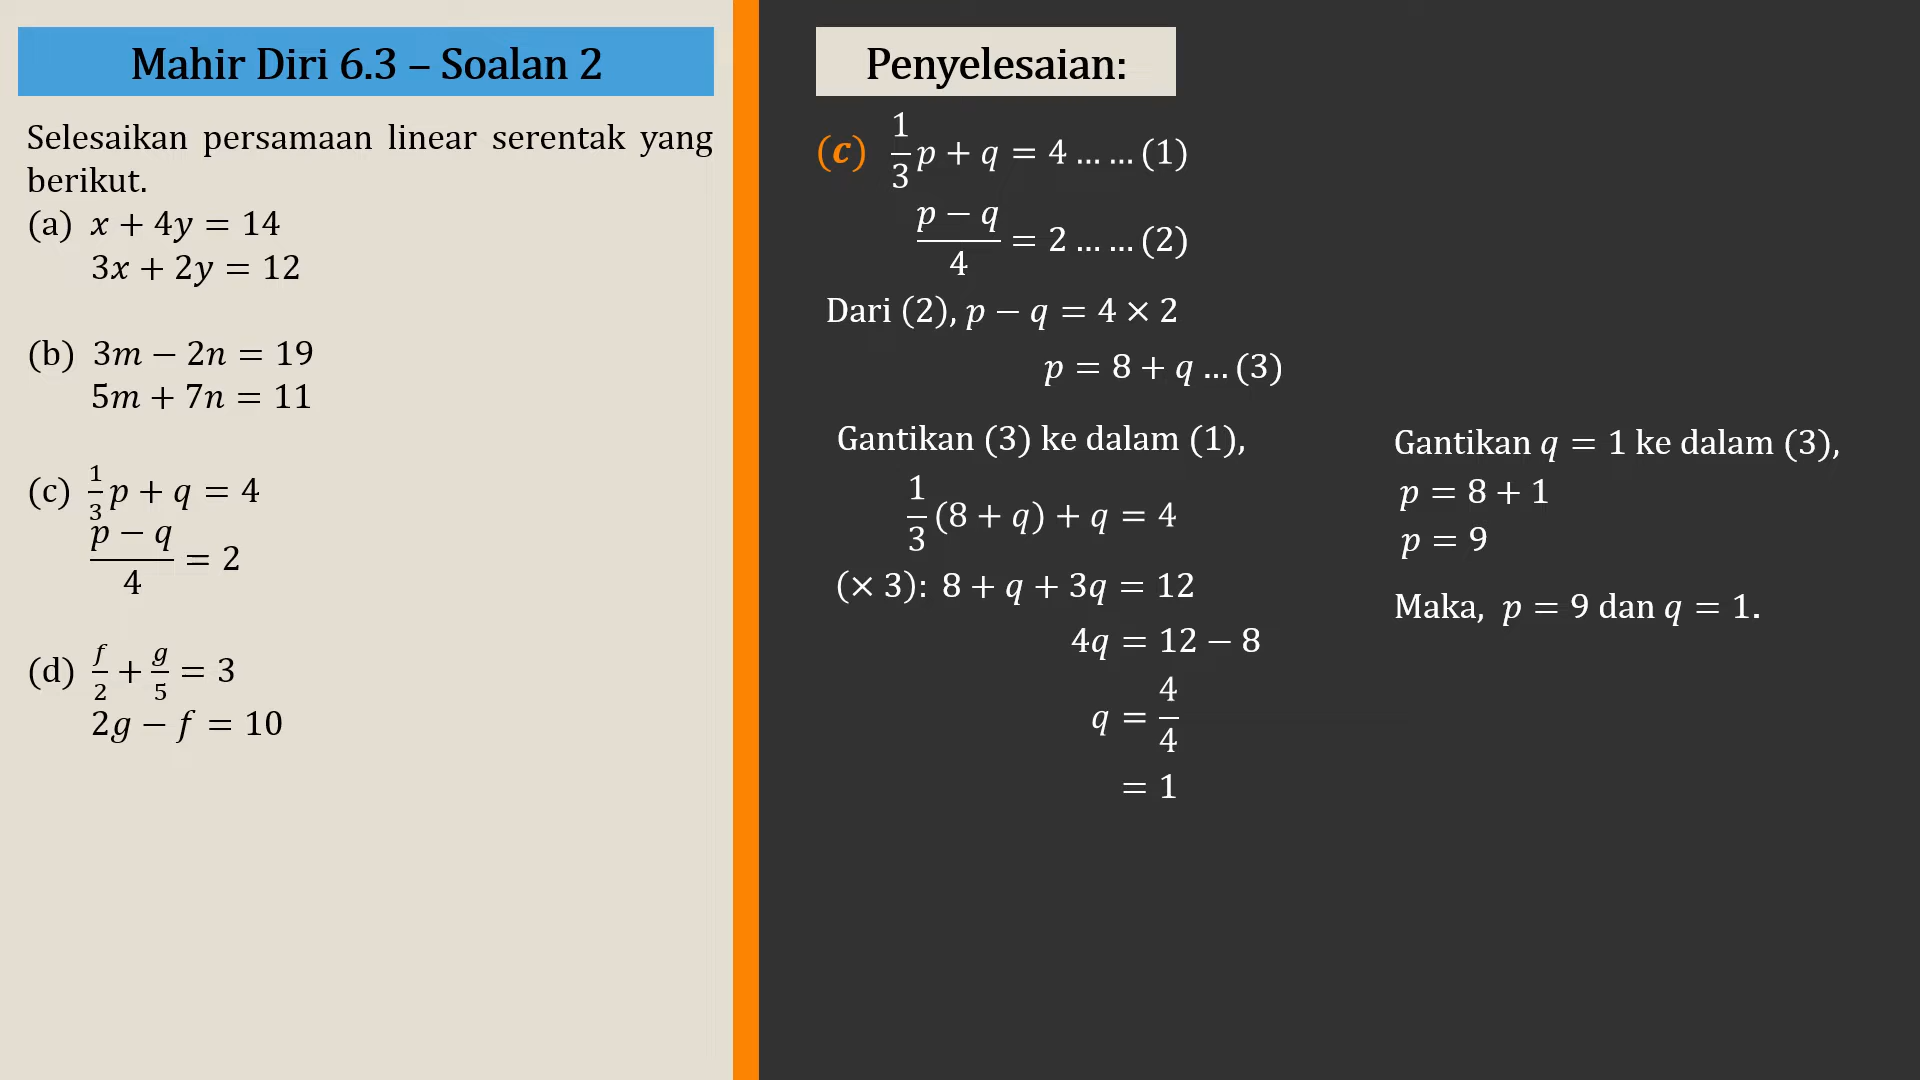 Mahir Diri 6.3 – Soalan 2
Selesaikan persamaan linear serentak yang
berikut.
(a) x + 4y = 14
3x + 2y = 12
(b) 3m − 2n = 19
5m + 7n = 11
(c) 1/3 p + q = 4
(p − q)/4 = 2
(d) f/2 + g/5 = 3
2g − f = 10
Penyelesaian:
(c) 1/3 p + q = 4 … … (1)
(p − q)/4 = 2 … … (2)
Dari (2), p − q = 4 × 2
p = 8 + q … (3)
Gantikan (3) ke dalam (1),
1/3 (8 + q) + q = 4
(× 3): 8 + q + 3q = 12
4q = 12 − 8
q = 4/4
= 1
Gantikan q = 1 ke dalam (3),
p = 8 + 1
p = 9
Maka, p = 9 dan q = 1.